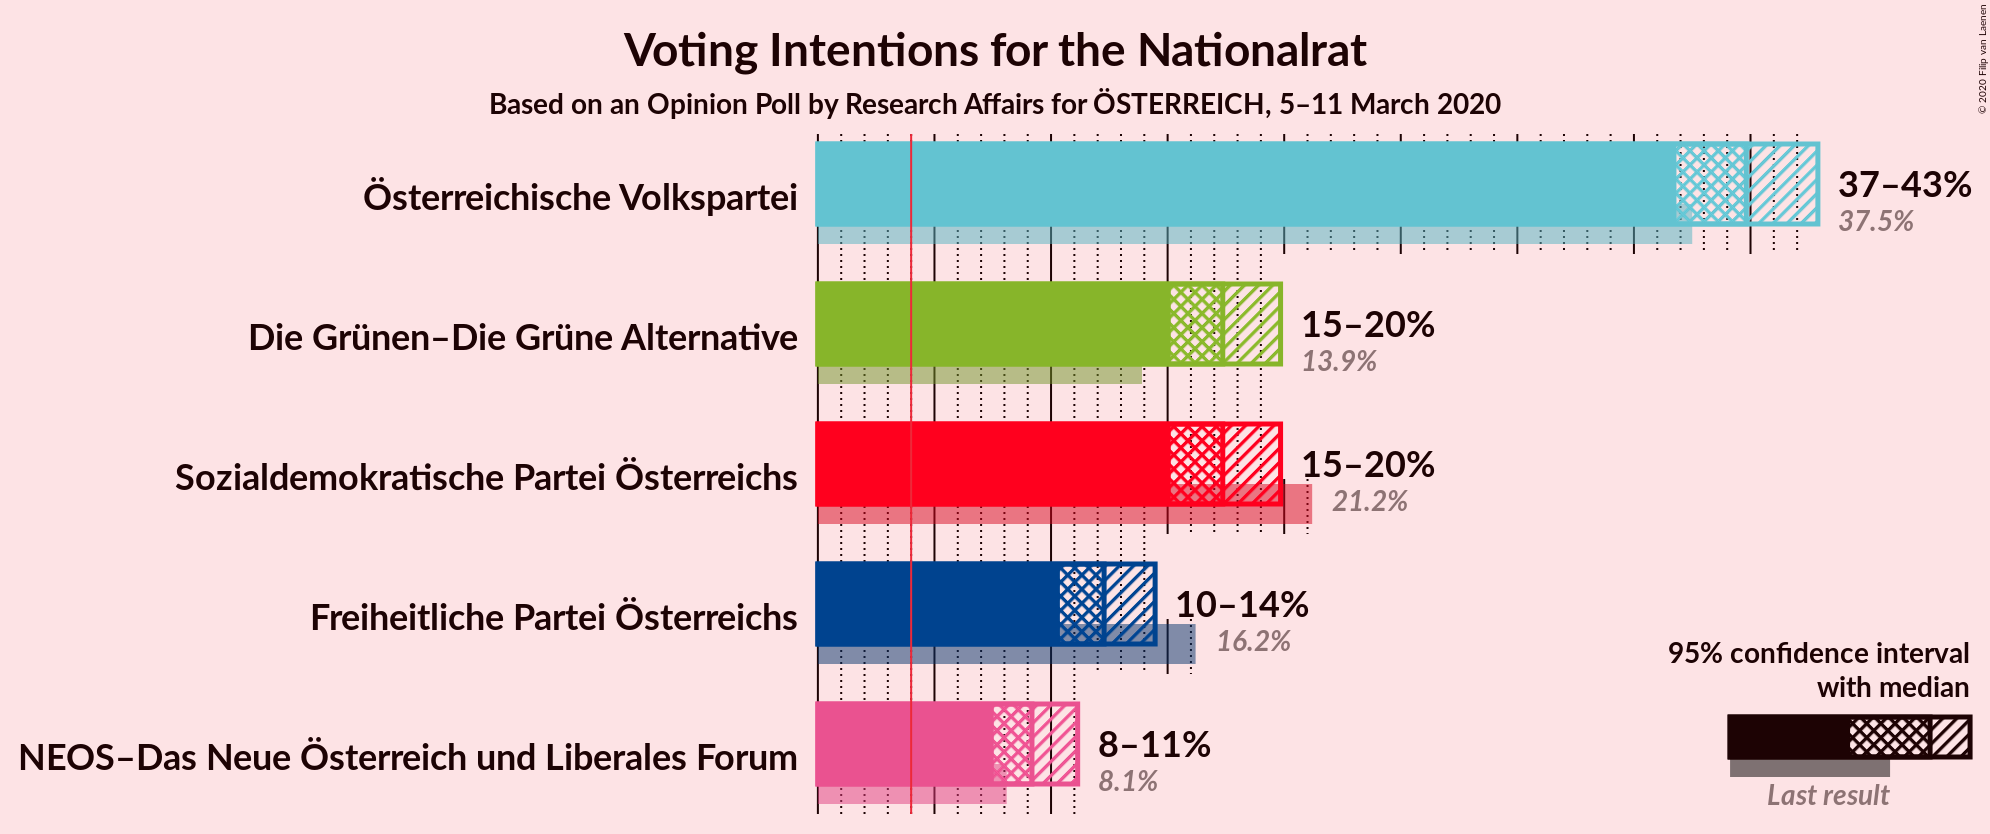 Voting Intentions for the Nationalrat
Based on an Opinion Poll by Research Affairs for ÖSTERREICH, 5–11 March 2020
© 2020 Filip van Laenen
Österreichische Volkspartei
37–43%
37.5%
Die Grünen–Die Grüne Alternative
15–20%
13.9%
Sozialdemokratische Partei Österreichs
15–20%
21.2%
Freiheitliche Partei Österreichs
10–14%
16.2%
NEOS–Das Neue Österreich und Liberales Forum
8–11%
8.1%
95% confidence interval
with median
Last result